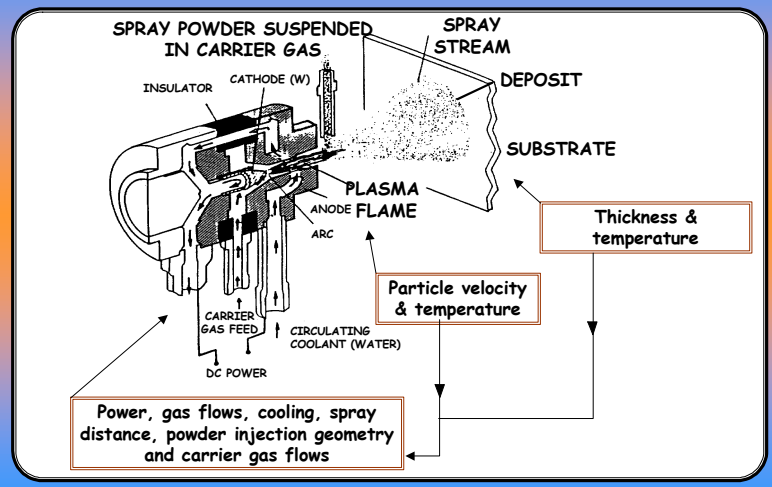 SPRAY POWDER SUSPENDED
IN CARRIER GAS
SPRAY
STREAM
CATHODE (W)
INSULATOR
DEPOSIT
SUBSTRATE
PLASMA
FLAME
ANODE
ARC
Thickness &
temperature
Particle velocity
& temperature
CARRIER
GAS FEED
CIRCULATING
COOLANT (WATER)
DC POWER
Power, gas flows, cooling, spray
distance, powder injection geometry
and carrier gas flows